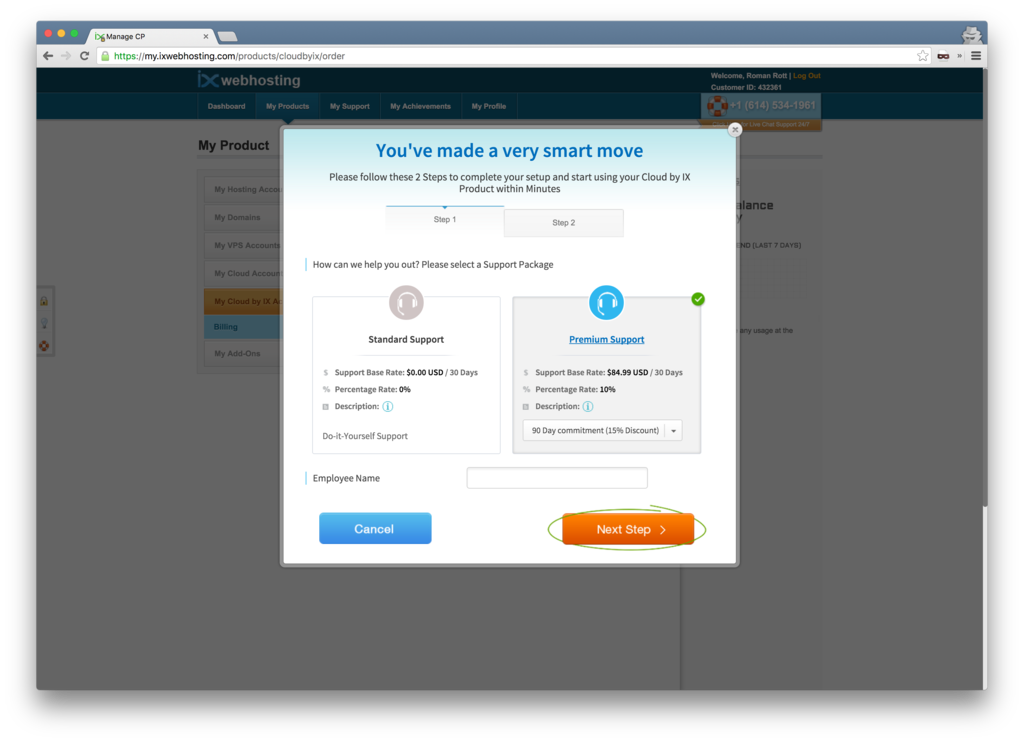 Manage CP
https://my.ixwebhosting.com/products/cloudbyix/order
ix webhosting
Welcome, Roman Rott | Log Out
Customer ID: 432361
Dashboard
My Products
My Support
My Achievements
My Profile
+1 (614) 534-1961
for Live Chat Support 24/7
My Product
My Hosting Accou
My Domains
My VPS Accounts
My Cloud Accoun
My Cloud by IX Ac
Billing
My Add-Ons
alance
END (LAST 7 DAYS)
any usage at the
You've made a very smart move
Please follow these 2 Steps to complete your setup and start using your Cloud by IX
Product within Minutes
Step 1
Step 2
How can we help you out? Please select a Support Package
Standard Support
$ Support Base Rate: $0.00 USD / 30 Days
% Percentage Rate: 0%
Description: i
Do-it-Yourself Support
Premium Support
$ Support Base Rate: $84.99 USD / 30 Days
% Percentage Rate: 10%
Description: i
90 Day commitment (15% Discount)
Employee Name
Cancel
Next Step >